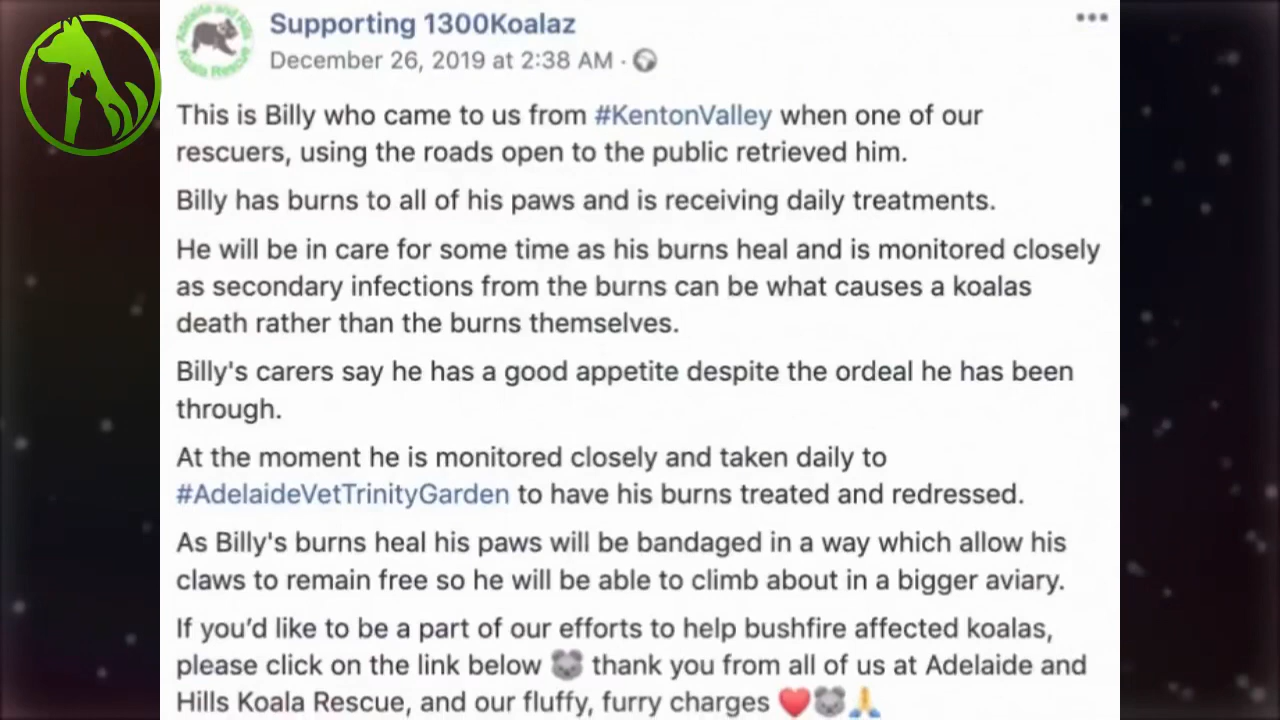 Adelaide and Hills
Koala Rescue
Supporting 1300Koalaz
December 26, 2019 at 2:38 AM ·
This is Billy who came to us from #KentonValley when one of our
rescuers, using the roads open to the public retrieved him.
Billy has burns to all of his paws and is receiving daily treatments.
He will be in care for some time as his burns heal and is monitored closely
as secondary infections from the burns can be what causes a koalas
death rather than the burns themselves.
Billy's carers say he has a good appetite despite the ordeal he has been
through.
At the moment he is monitored closely and taken daily to
#AdelaideVetTrinityGarden to have his burns treated and redressed.
As Billy's burns heal his paws will be bandaged in a way which allow his
claws to remain free so he will be able to climb about in a bigger aviary.
If you’d like to be a part of our efforts to help bushfire affected koalas,
please click on the link below 🐨 thank you from all of us at Adelaide and
Hills Koala Rescue, and our fluffy, furry charges ❤️🐨🙏